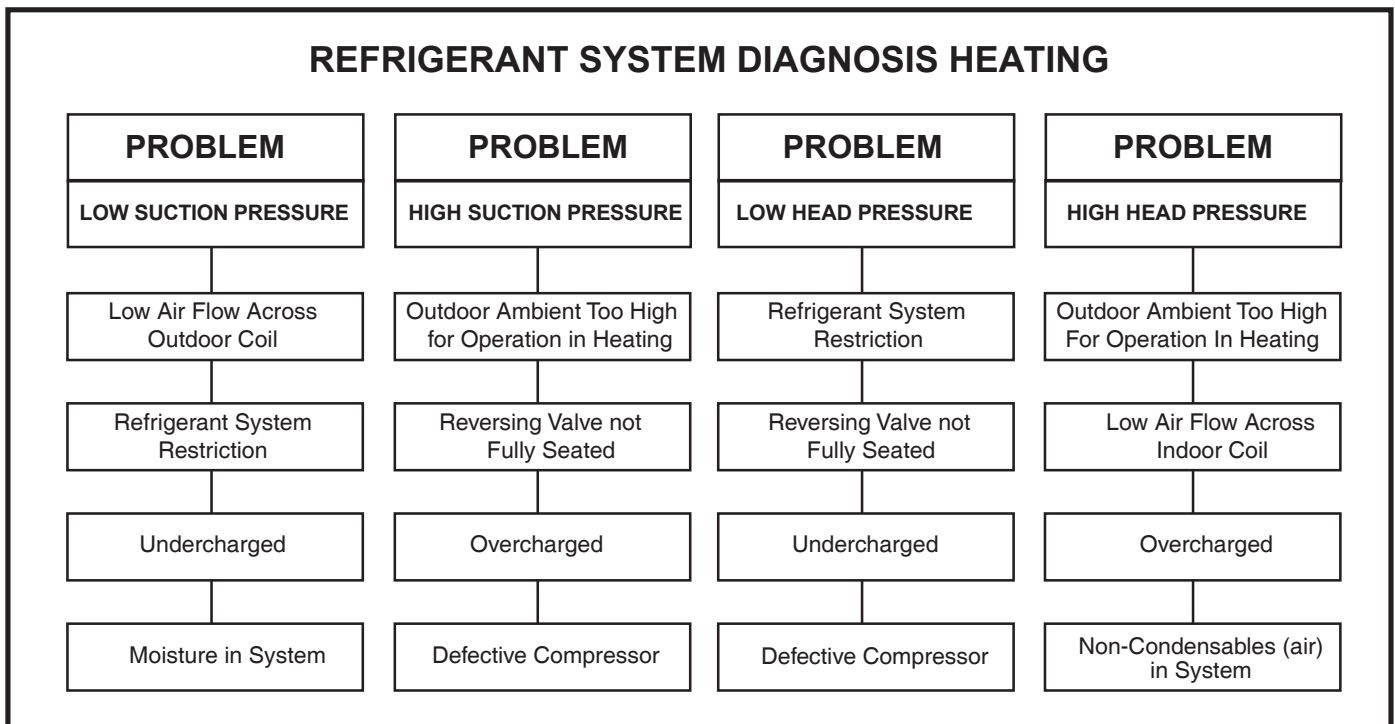 REFRIGERANT SYSTEM DIAGNOSIS HEATING
PROBLEM
LOW SUCTION PRESSURE
Low Air Flow Across
Outdoor Coil
Refrigerant System
Restriction
Undercharged
Moisture in System
PROBLEM
HIGH SUCTION PRESSURE
Outdoor Ambient Too High
for Operation in Heating
Reversing Valve not
Fully Seated
Overcharged
Defective Compressor
PROBLEM
LOW HEAD PRESSURE
Refrigerant System
Restriction
Reversing Valve not
Fully Seated
Undercharged
Defective Compressor
PROBLEM
HIGH HEAD PRESSURE
Outdoor Ambient Too High
For Operation In Heating
Low Air Flow Across
Indoor Coil
Overcharged
Non-Condensables (air)
in System